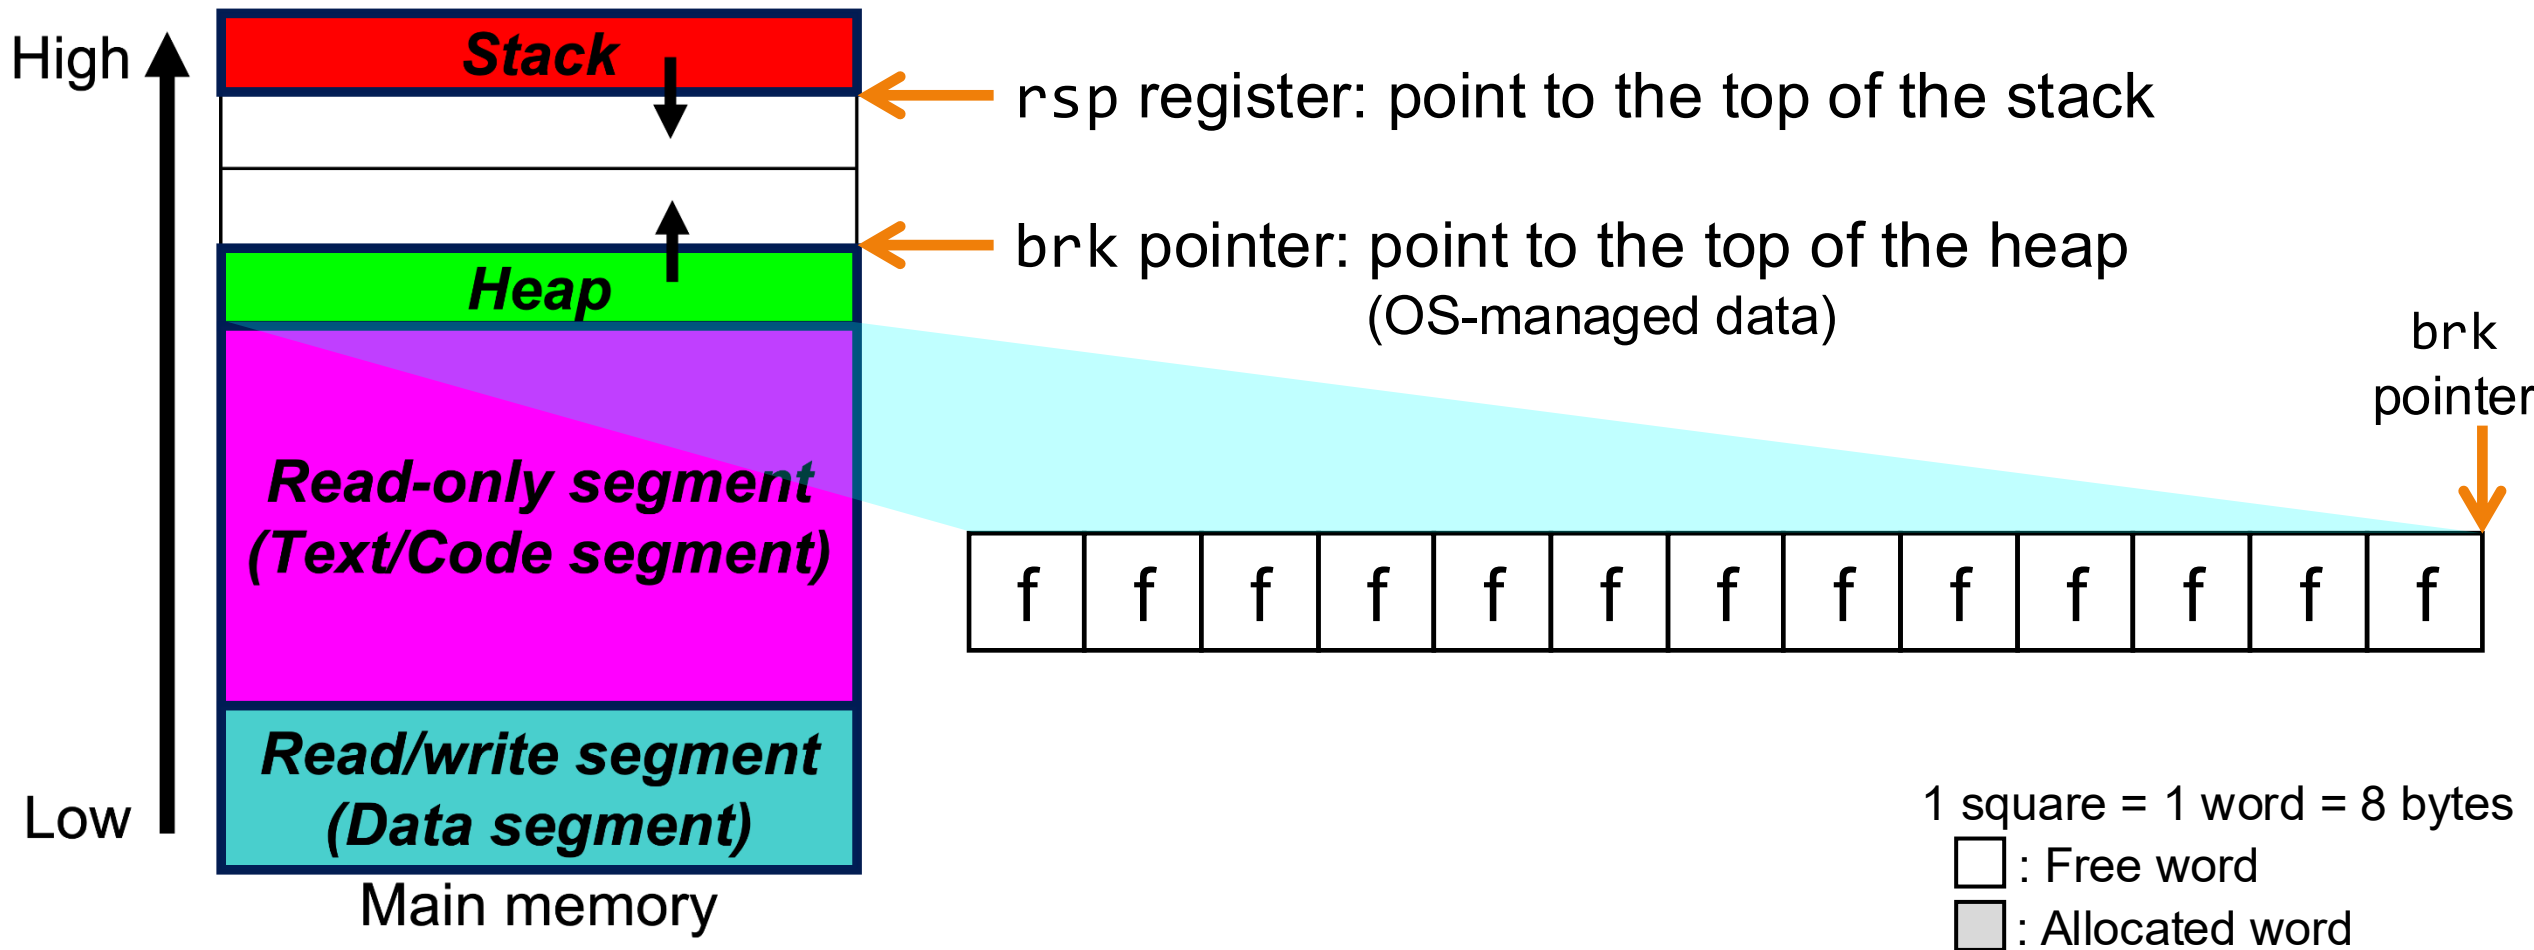 High
Stack
rsp register: point to the top of the stack
brk pointer: point to the top of the heap
(OS-managed data)
Heap
brk
pointer
Read-only segment
(Text/Code segment)
f f f f f f f f f f f f f
Read/write segment
(Data segment)
Low
Main memory
1 square = 1 word = 8 bytes
: Free word
: Allocated word